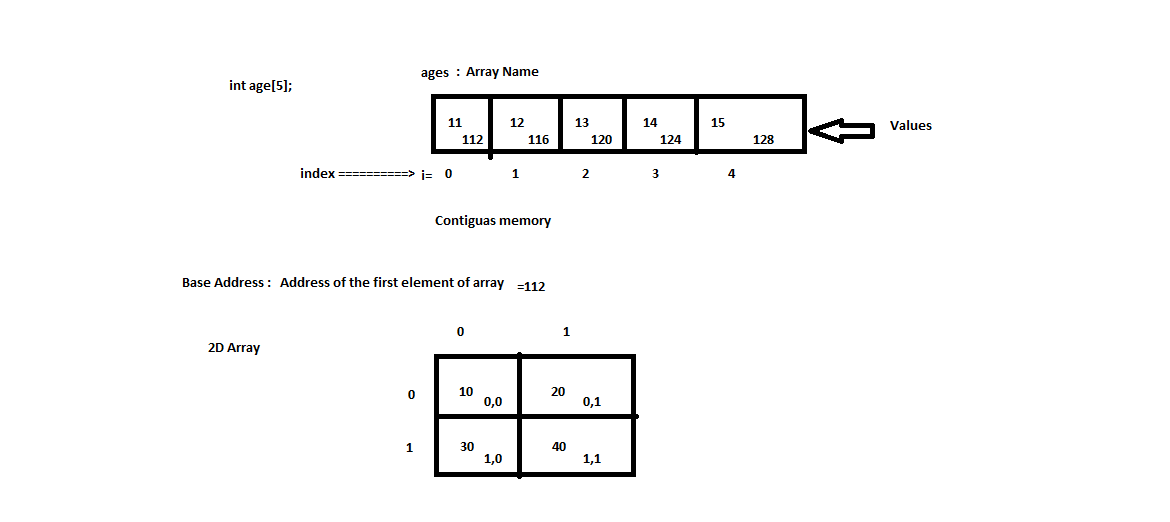 ages : Array Name
int age[5];
11 12 13 14 15
112 116 120 124 128
Values
index ==========> i= 0 1 2 3 4
Contiguas memory
Base Address : Address of the first element of array =112
0 1
2D Array
0 10 0,0 20 0,1
1 30 1,0 40 1,1